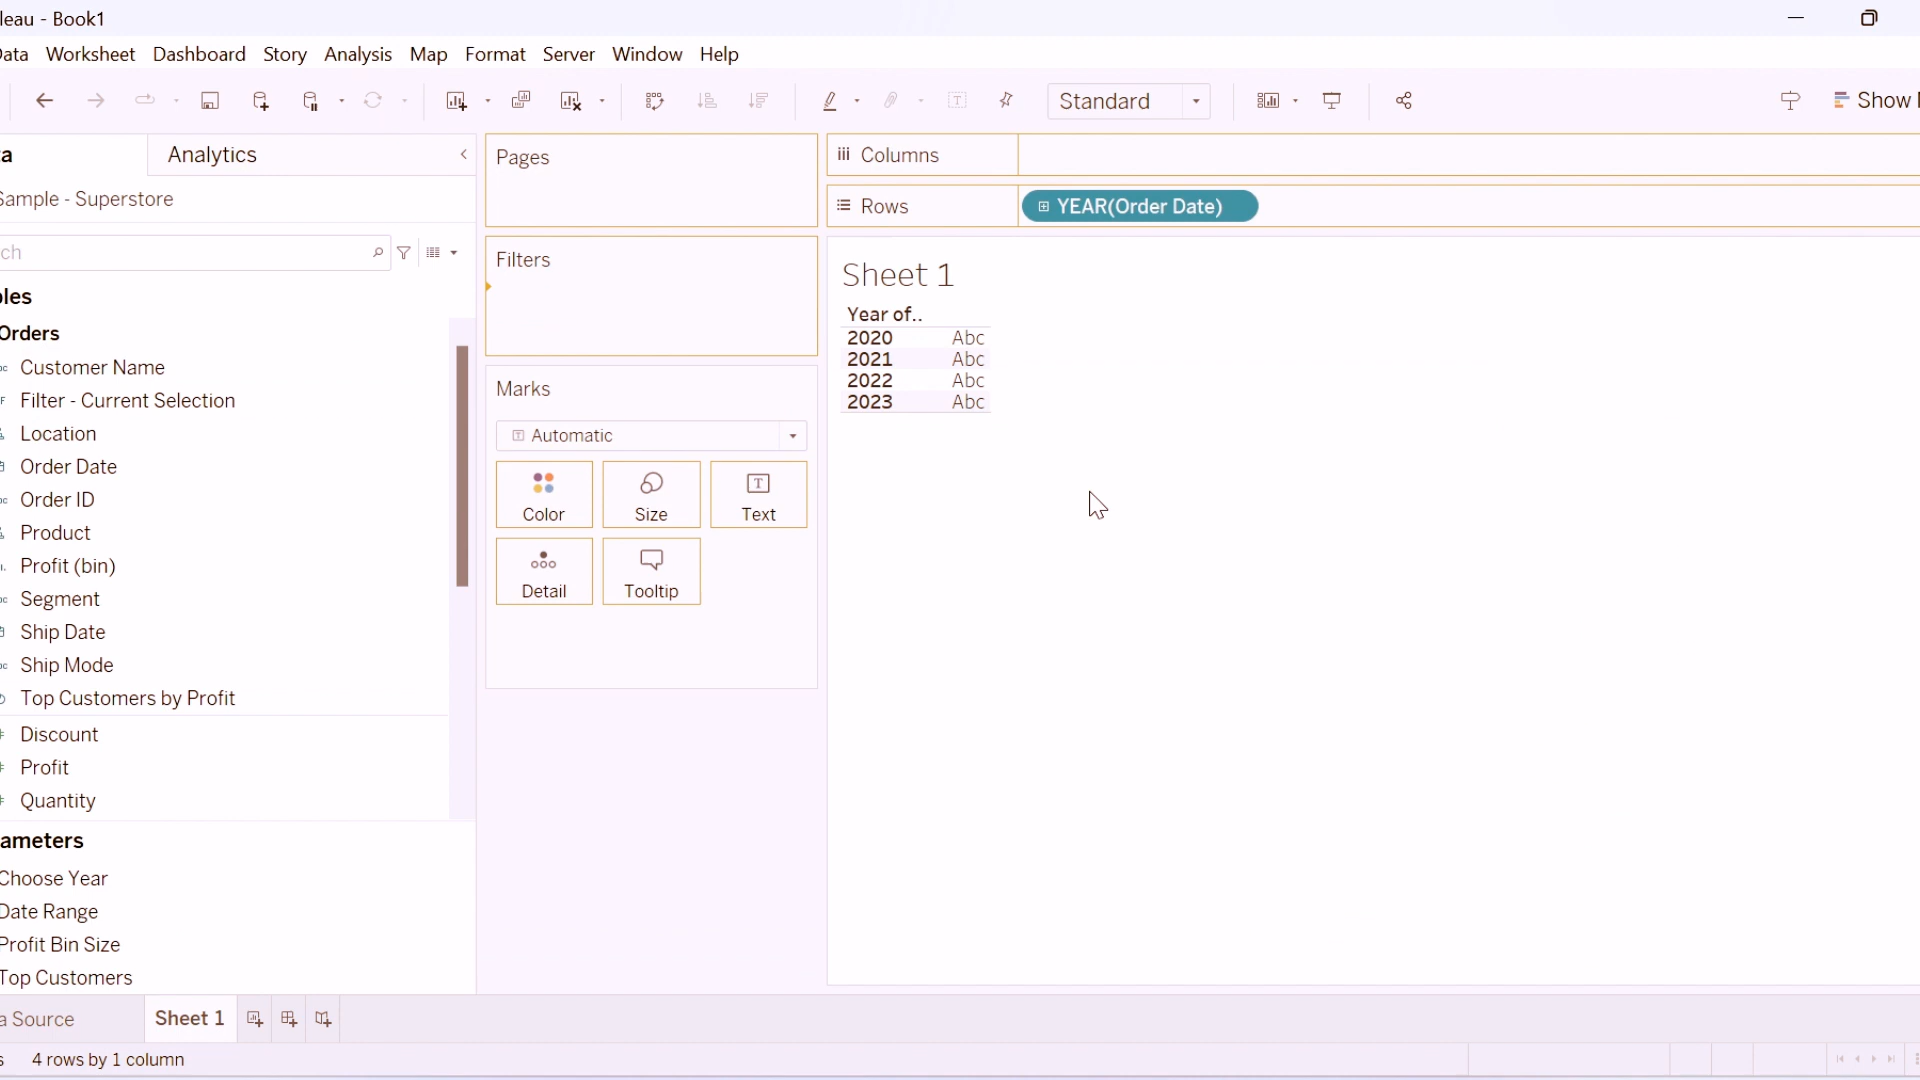 leau - Book1
Data Worksheet Dashboard Story Analysis Map Format Server Window Help
Standard
Show
ta
Analytics
Pages
Columns
Sample - Superstore
Rows
YEAR(Order Date)
ch
Filters
Sheet 1
les
Year of..
Orders
2020 Abc
2021 Abc
2022 Abc
2023 Abc
Customer Name
Marks
Filter - Current Selection
Location
Automatic
Order Date
Order ID
Color
Size
Text
Product
Profit (bin)
Detail
Tooltip
Segment
Ship Date
Ship Mode
Top Customers by Profit
Discount
Profit
Quantity
ameters
Choose Year
Date Range
Profit Bin Size
Top Customers
a Source
Sheet 1
s 4 rows by 1 column